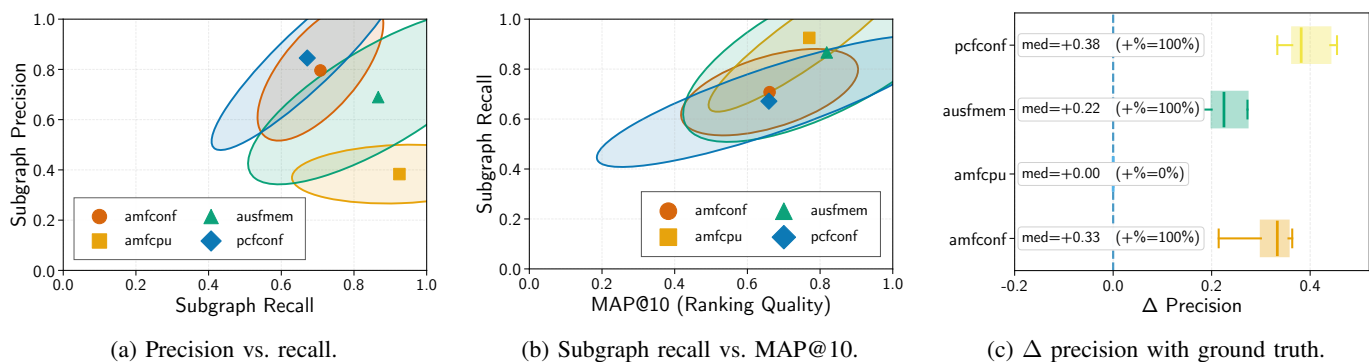 Subgraph Precision
1.0
0.8
0.6
0.4
0.2
0.0
0.0 0.2 0.4 0.6 0.8 1.0
Subgraph Recall
amfconf ausfmem
amfcpu pcfconf
(a) Precision vs. recall.
Subgraph Recall
1.0
0.8
0.6
0.4
0.2
0.0
0.0 0.2 0.4 0.6 0.8 1.0
MAP@10 (Ranking Quality)
amfconf ausfmem
amfcpu pcfconf
(b) Subgraph recall vs. MAP@10.
pcfconf med=+0.38 (+%=100%)
ausfmem med=+0.22 (+%=100%)
amfcpu med=+0.00 (+%=0%)
amfconf med=+0.33 (+%=100%)
-0.2 0.0 0.2 0.4
Δ Precision
(c) Δ precision with ground truth.